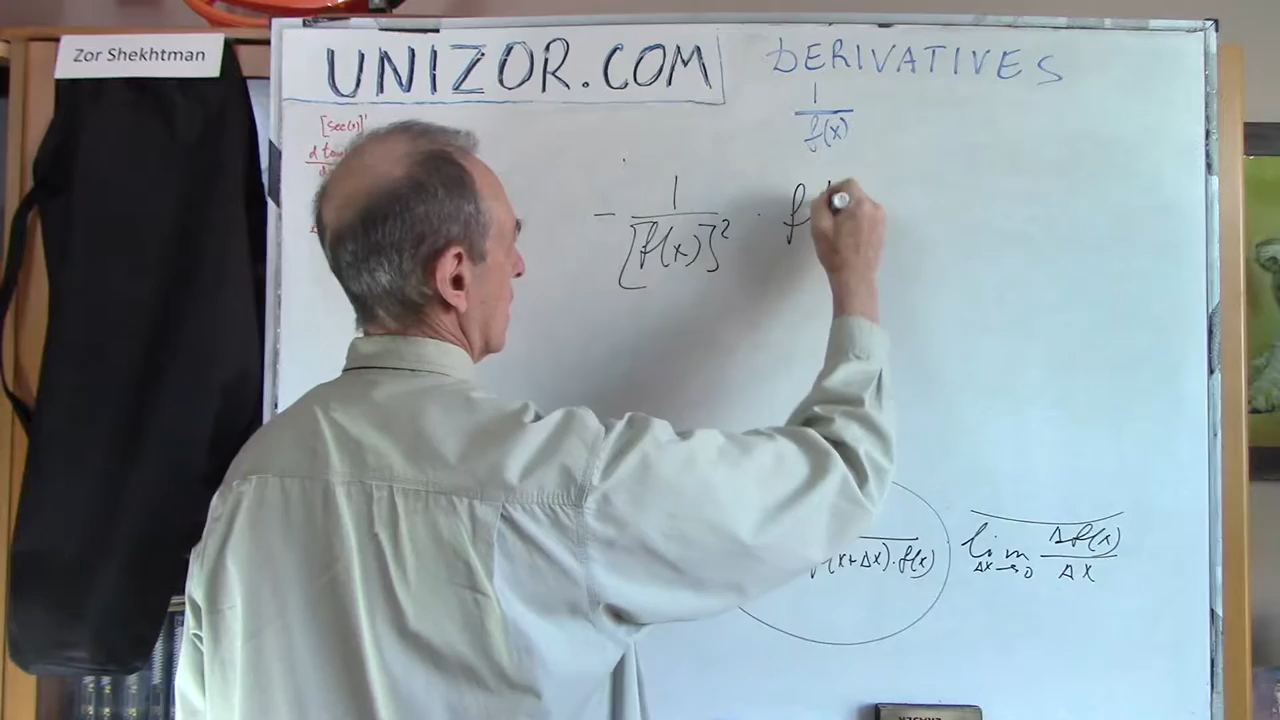 Zor Shekhtman
UNIZOR.COM
DERIVATIVES
1
f(x)
[sec(x)]'
- 1 / [f(x)]² · f
(x+Δx)·f(x)
lim Δx→0 Δf(x) / Δx